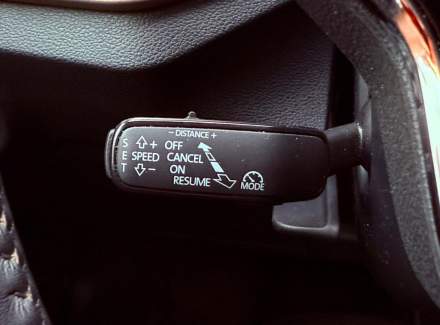 - DISTANCE +
S + OFF
E SPEED CANCEL
T - ON
RESUME MODE